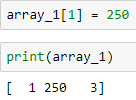 array_1[1] = 250
print(array_1)
[  1 250   3]